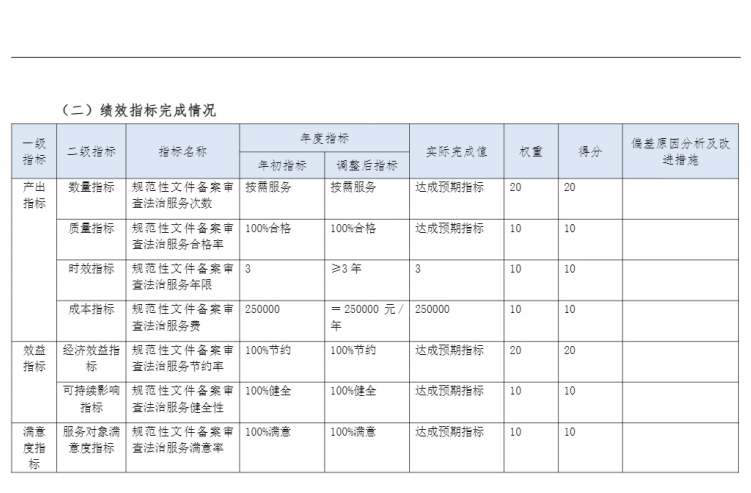 （二）绩效指标完成情况
一级指标 二级指标 指标名称 年度指标 实际完成值 权重 得分 偏差原因分析及改进措施
年初指标 调整后指标
产出指标 数量指标 规范性文件备案审查法治服务次数 按需服务 按需服务 达成预期指标 20 20
质量指标 规范性文件备案审查法治服务合格率 100%合格 100%合格 达成预期指标 10 10
时效指标 规范性文件备案审查法治服务年限 3 ≥3年 3 10 10
成本指标 规范性文件备案审查法治服务费 250000 ＝250000元/年 250000 10 10
效益指标 经济效益指标 规范性文件备案审查法治服务节约率 100%节约 100%节约 达成预期指标 20 20
可持续影响指标 规范性文件备案审查法治服务健全性 100%健全 100%健全 达成预期指标 10 10
满意度指标 服务对象满意度指标 规范性文件备案审查法治服务满意率 100%满意 100%满意 达成预期指标 10 10